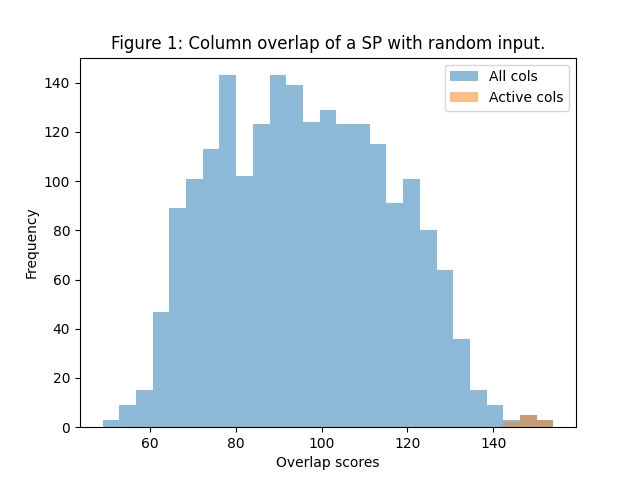 Figure 1: Column overlap of a SP with random input.
All cols
Active cols
Frequency
140
120
100
80
60
40
20
0
60 80 100 120 140
Overlap scores